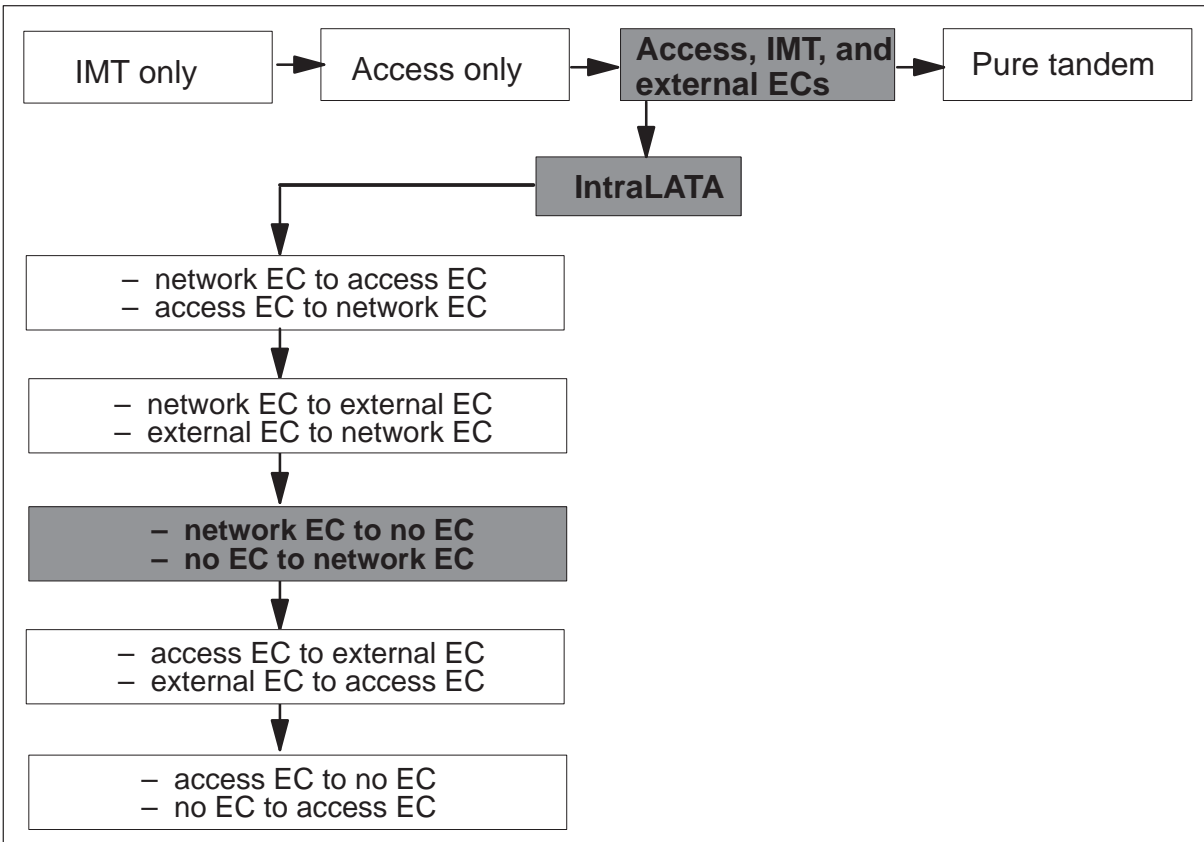 IMT only
Access only
Access, IMT, and
external ECs
Pure tandem
IntraLATA
– network EC to access EC
– access EC to network EC
– network EC to external EC
– external EC to network EC
– network EC to no EC
– no EC to network EC
– access EC to external EC
– external EC to access EC
– access EC to no EC
– no EC to access EC